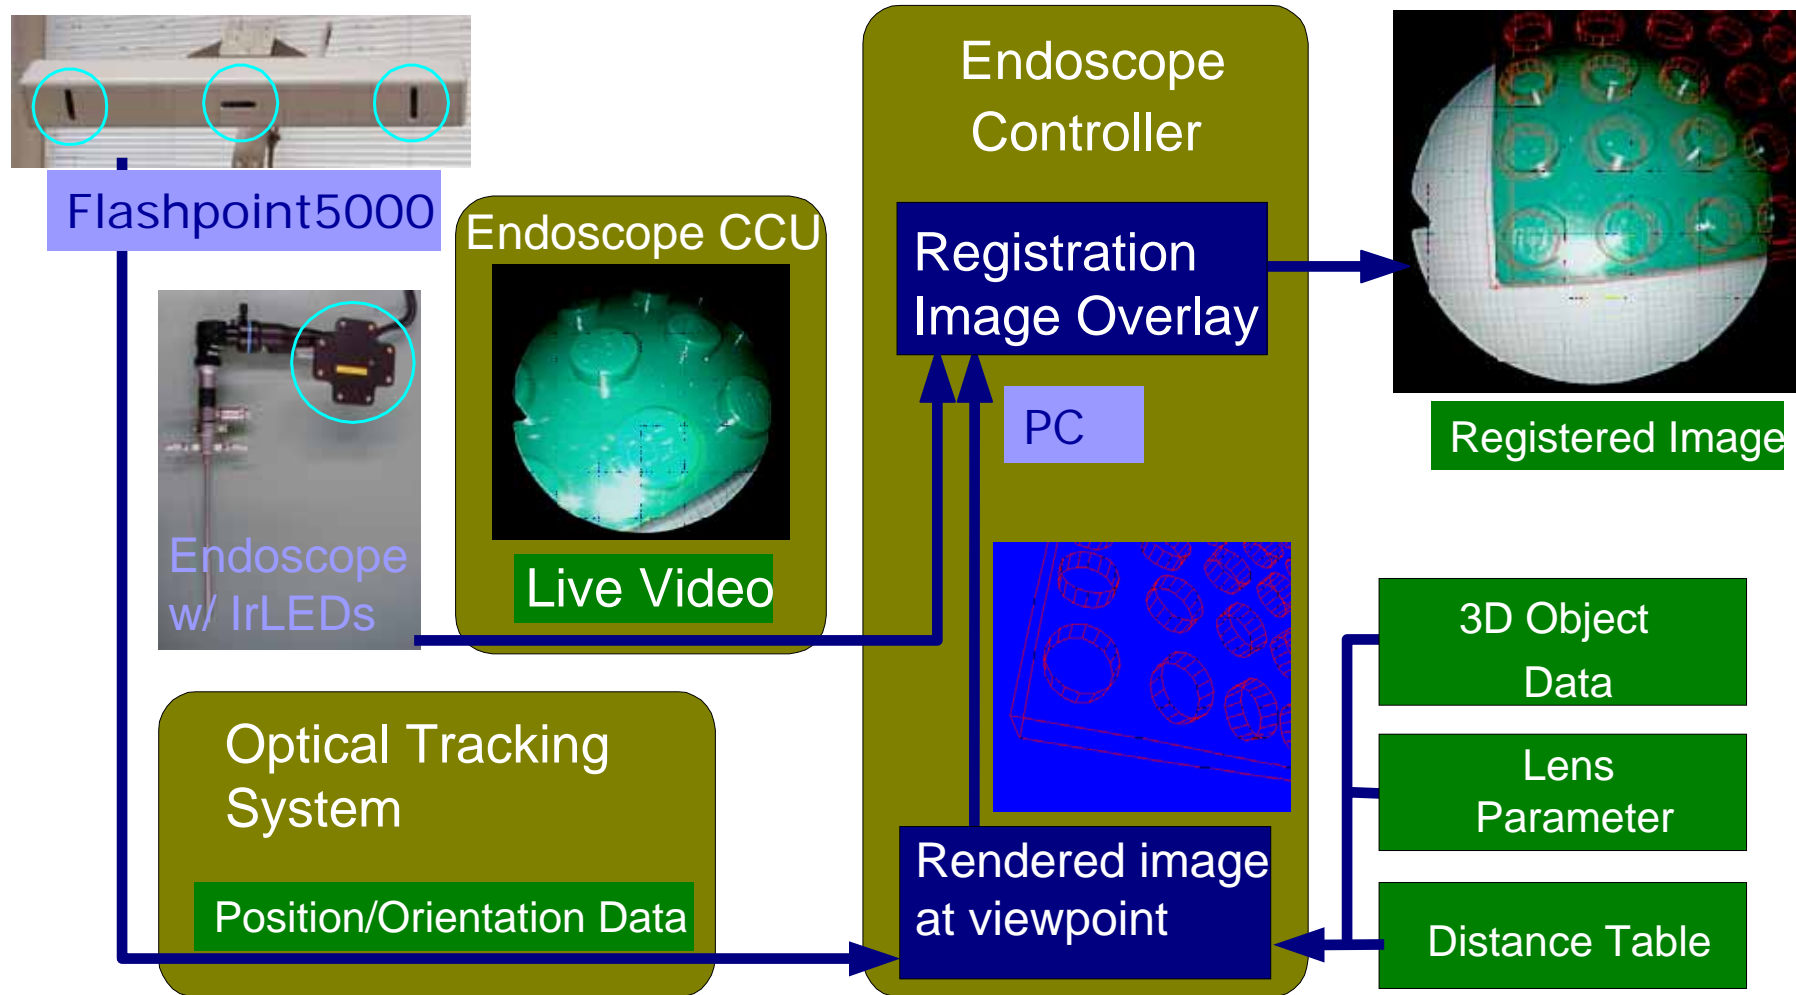 Flashpoint5000
Endoscope
w/ IrLEDs
Endoscope CCU
Live Video
Optical Tracking
System
Position/Orientation Data
Endoscope
Controller
Registration
Image Overlay
PC
Rendered image
at viewpoint
Registered Image
3D Object
Data
Lens
Parameter
Distance Table